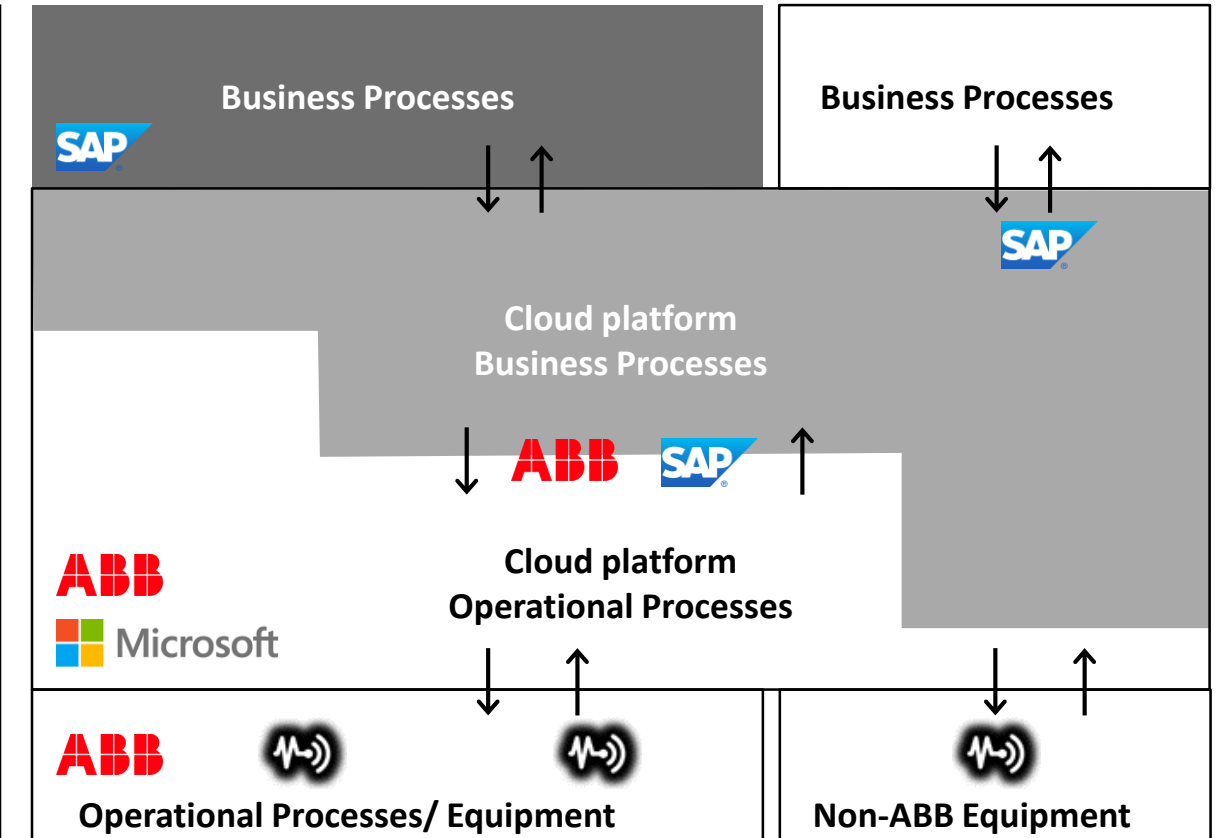 Business Processes
Business Processes
SAP
SAP
Cloud platform
Business Processes
ABB SAP
Cloud platform
Operational Processes
ABB
Microsoft
ABB
Operational Processes/ Equipment
Non-ABB Equipment